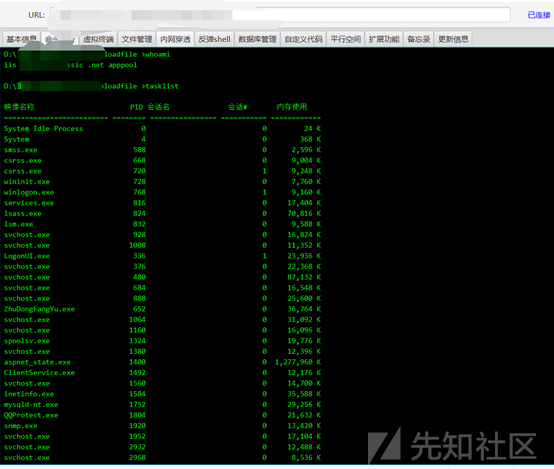 URL:
已连接
基本信息 虚拟终端 文件管理 内网穿透 反弹shell 数据库管理 自定义代码 平行空间 扩展功能 备忘录 更新信息
D:\ loadfile >whoami
iis ssic .net apppool
D:\ loadfile >tasklist
映像名称 PID 会话名 会话# 内存使用
========================= ======== ================ =========== ============
System Idle Process 0 0 24 K
System 4 0 368 K
smss.exe 588 0 2,596 K
csrss.exe 668 0 9,004 K
csrss.exe 720 1 9,248 K
wininit.exe 728 0 7,760 K
winlogon.exe 768 1 9,160 K
services.exe 816 0 17,404 K
lsass.exe 824 0 70,816 K
lsm.exe 832 0 9,588 K
svchost.exe 928 0 16,824 K
svchost.exe 1008 0 11,352 K
LogonUI.exe 336 1 23,936 K
svchost.exe 376 0 22,368 K
svchost.exe 480 0 87,132 K
svchost.exe 684 0 16,548 K
svchost.exe 888 0 25,600 K
ZhuDongFangYu.exe 652 0 36,764 K
svchost.exe 1064 0 31,092 K
svchost.exe 1160 0 16,096 K
spoolsv.exe 1324 0 19,776 K
svchost.exe 1380 0 12,396 K
aspnet_state.exe 1400 0 1,277,960 K
ClientService.exe 1492 0 12,176 K
svchost.exe 1560 0 14,700 K
inetinfo.exe 1584 0 35,588 K
mysqld-nt.exe 1752 0 29,256 K
QQProtect.exe 1804 0 21,632 K
snmp.exe 1920 0 13,420 K
svchost.exe 1952 0 17,104 K
svchost.exe 2932 0 12,488 K
svchost.exe 2968 0 8,536 K
先知社区